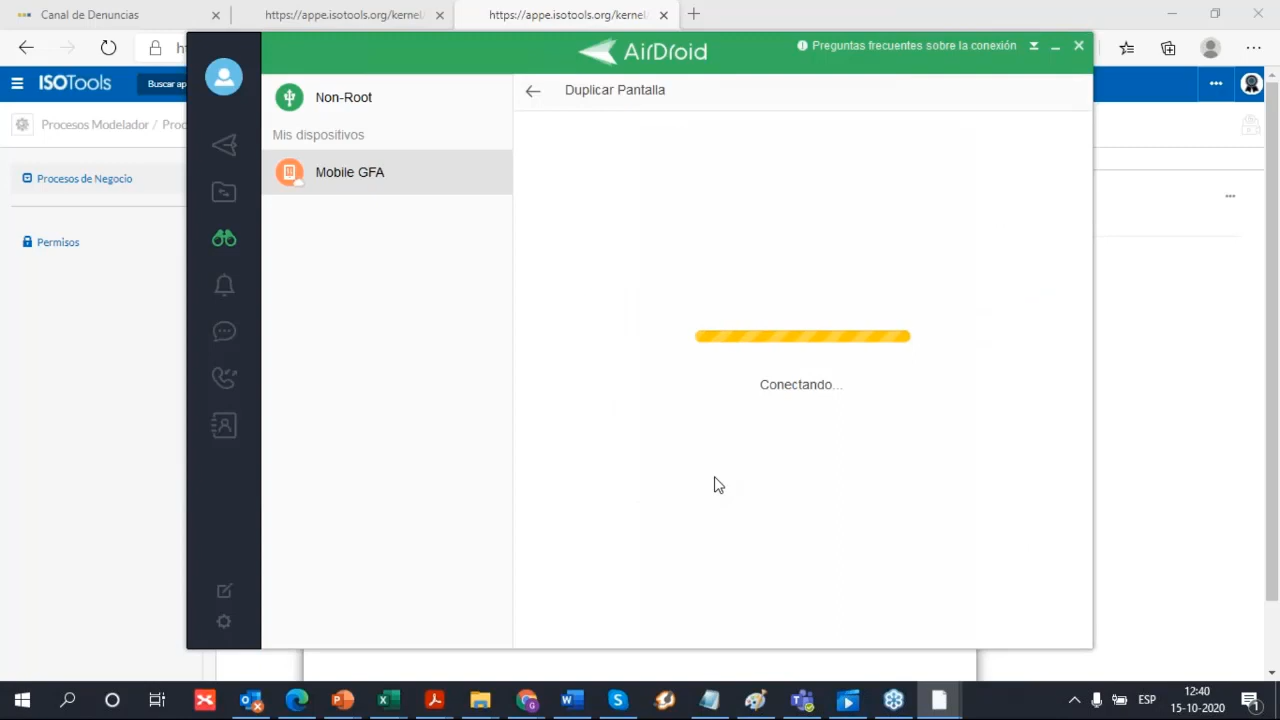 Canal de Denuncias
https://appe.isotools.org/kernel/
https://appe.isotools.org/kernel/
AirDroid
Preguntas frecuentes sobre la conexión
ISOTools
Buscar ap
Non-Root
Duplicar Pantalla
Procesos Modelador / Proc
Mis dispositivos
Mobile GFA
Procesos de Negocio
Permisos
Conectando...
ESP
12:40
15-10-2020